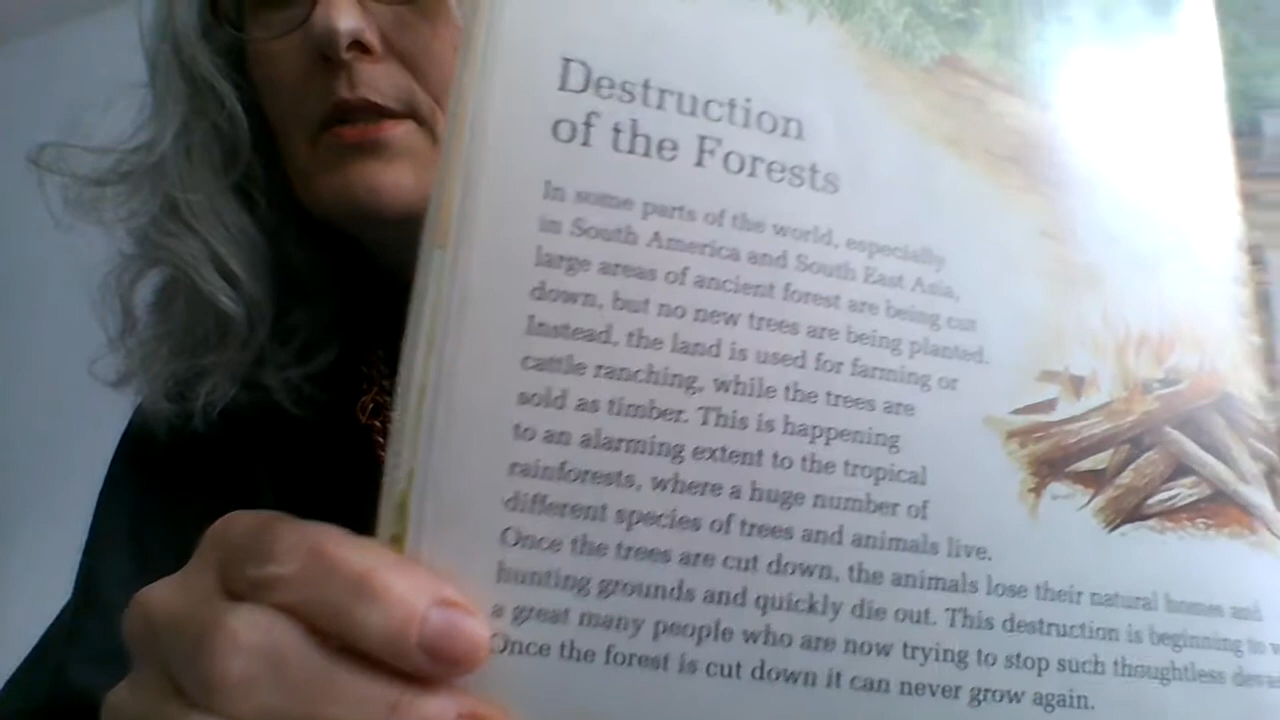 Destruction
of the Forests
In some parts of the world, especially
in South America and South East Asia,
large areas of ancient forest are being cut
down, but no new trees are being planted.
Instead, the land is used for farming or
cattle ranching, while the trees are
sold as timber. This is happening
to an alarming extent to the tropical
rainforests, where a huge number of
different species of trees and animals live.
Once the trees are cut down, the animals lose their natural homes and
hunting grounds and quickly die out. This destruction is beginning to
a great many people who are now trying to stop such thoughtless
Once the forest is cut down it can never grow again.